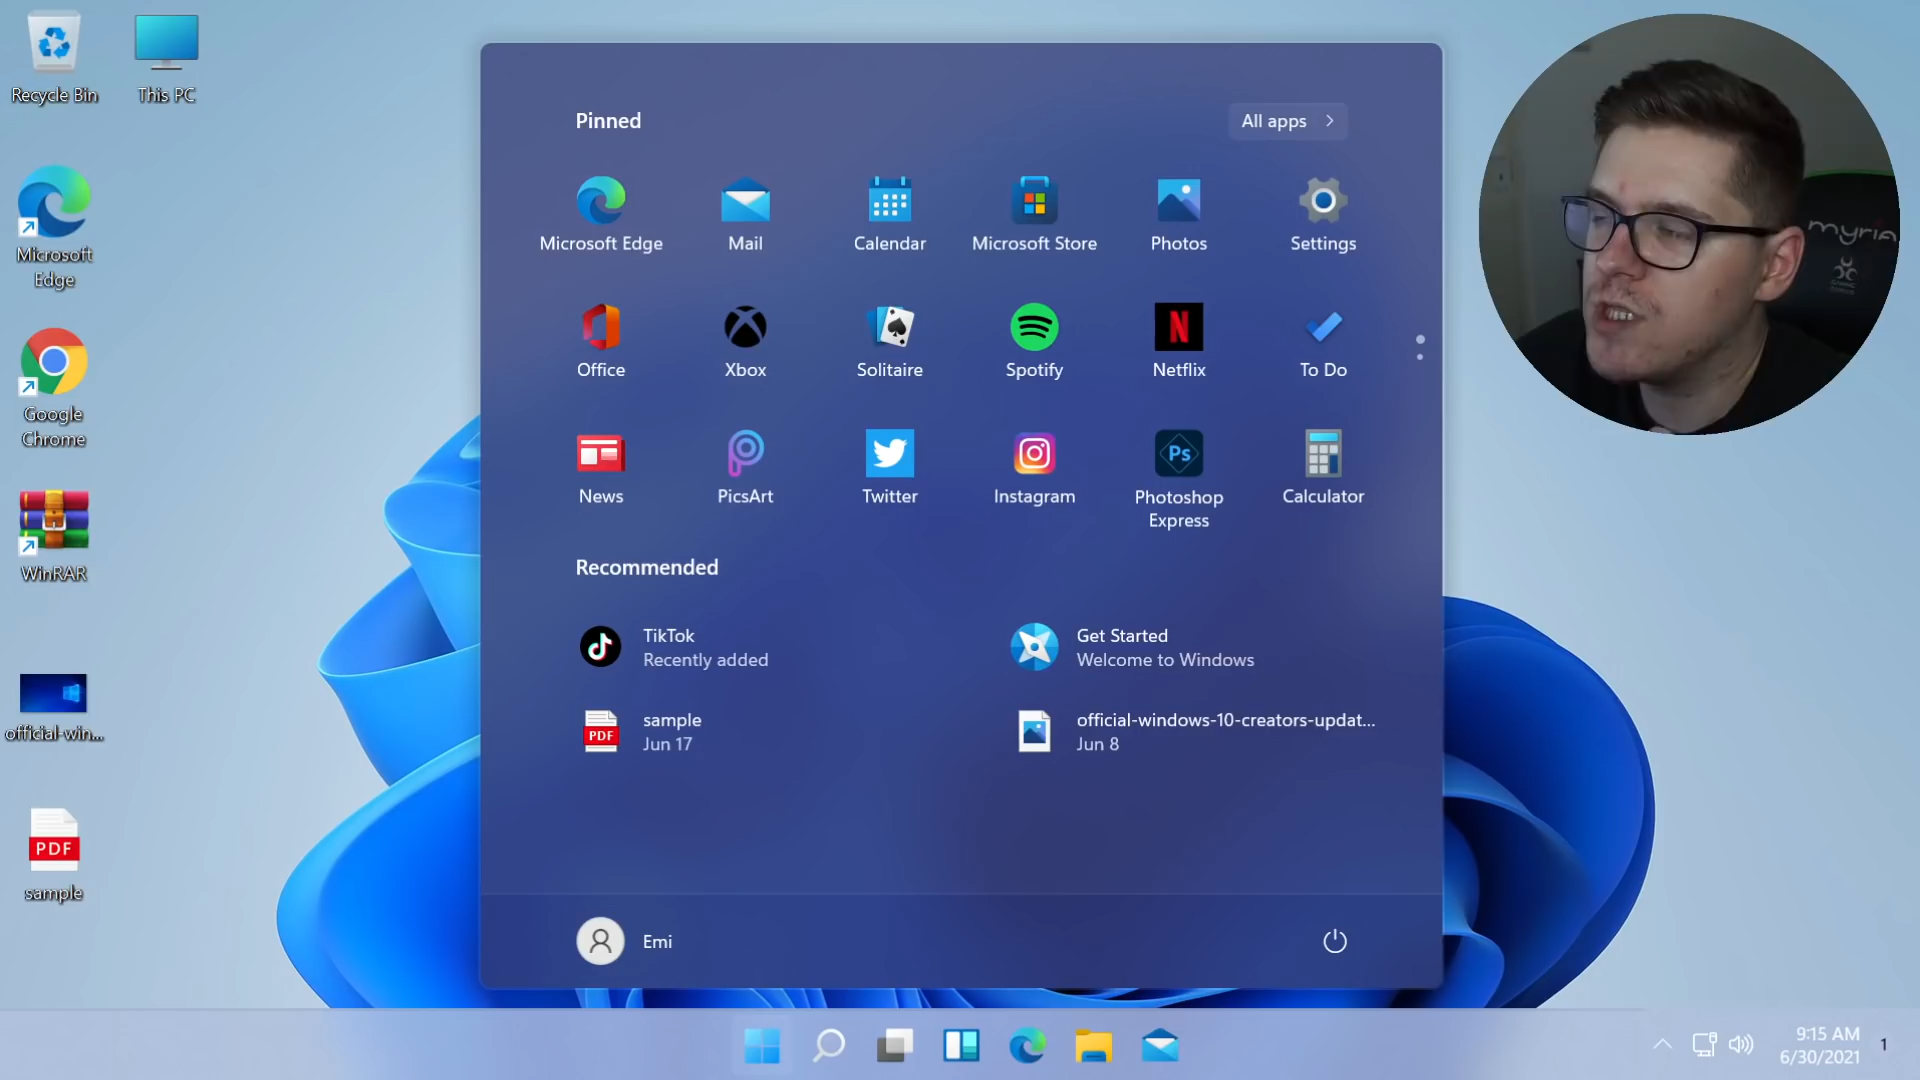 Recycle Bin
This PC
Microsoft
Edge
Google
Chrome
WinRAR
official-win...
PDF
sample
Pinned
All apps
Microsoft Edge
Mail
Calendar
Microsoft Store
Photos
Settings
Office
Xbox
Solitaire
Spotify
N
Netflix
To Do
News
PicsArt
Twitter
Instagram
Ps
Photoshop
Express
Calculator
Recommended
TikTok
Recently added
Get Started
Welcome to Windows
PDF
sample
Jun 17
official-windows-10-creators-updat...
Jun 8
Emi
myria
9:15 AM
6/30/2021
1